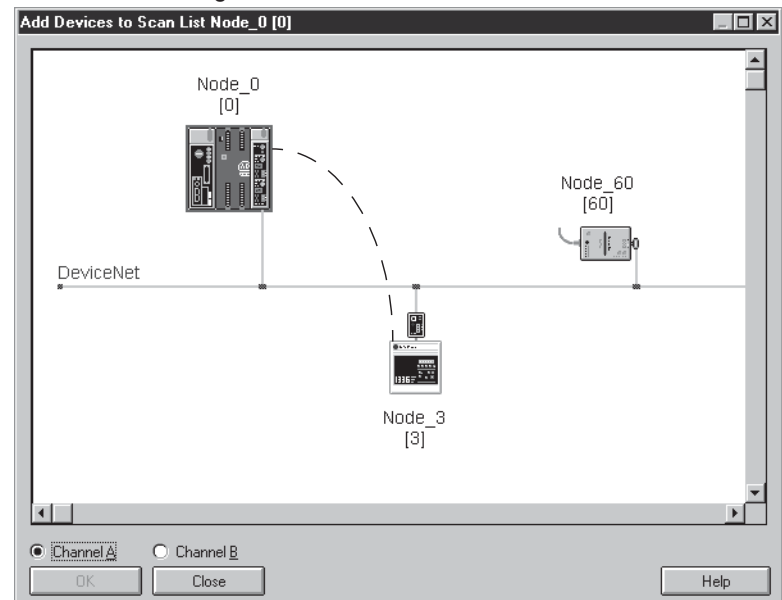 Add Devices to Scan List Node_0 [0]
Node_0
[0]
Node_60
[60]
DeviceNet
1336
Node_3
[3]
Channel A
Channel B
OK
Close
Help